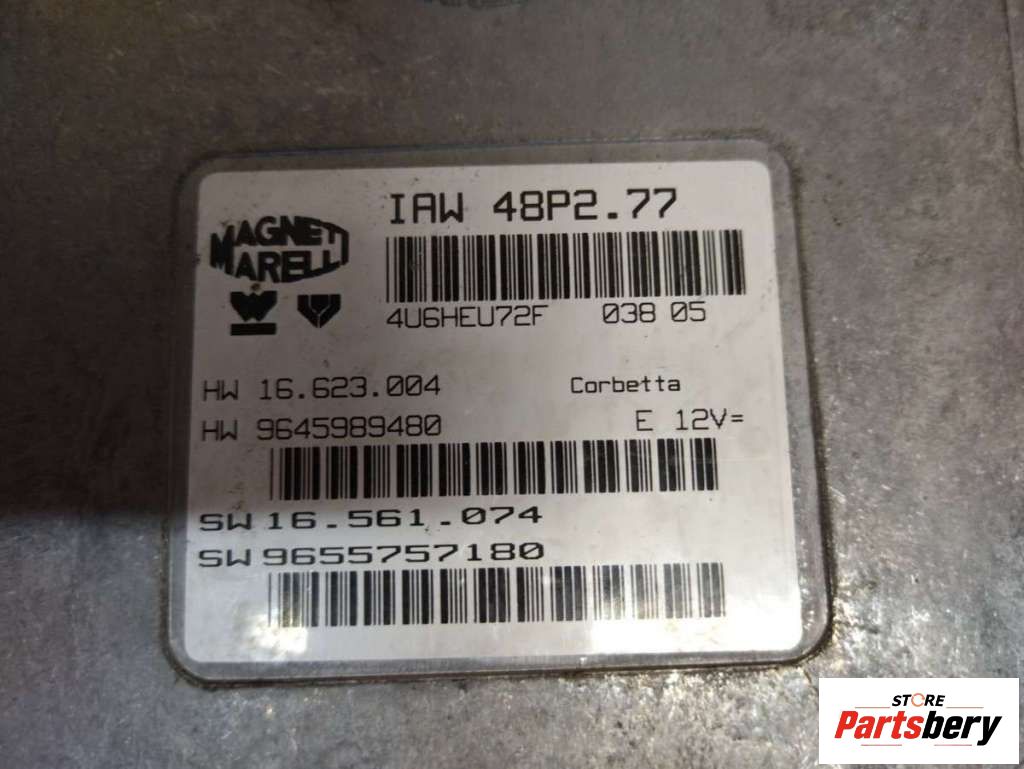 IAW 48P2.77
MAGNETI
MARELLI
4U6HEU72F 038 05
HW 16.623.004 Corbetta
HW 9645989480 E 12V=
SW 16.561.074
SW 9655757180
STORE
Partsbery